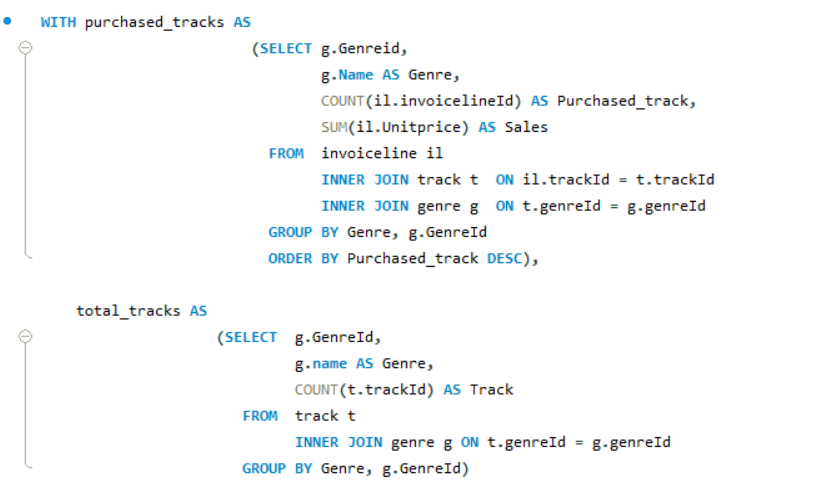 WITH purchased_tracks AS
(SELECT g.Genreid,
g.Name AS Genre,
COUNT(il.invoicelineId) AS Purchased_track,
SUM(il.Unitprice) AS Sales
FROM invoiceline il
INNER JOIN track t ON il.trackId = t.trackId
INNER JOIN genre g ON t.genreId = g.genreId
GROUP BY Genre, g.GenreId
ORDER BY Purchased_track DESC),
total_tracks AS
(SELECT g.GenreId,
g.name AS Genre,
COUNT(t.trackId) AS Track
FROM track t
INNER JOIN genre g ON t.genreId = g.genreId
GROUP BY Genre, g.GenreId)